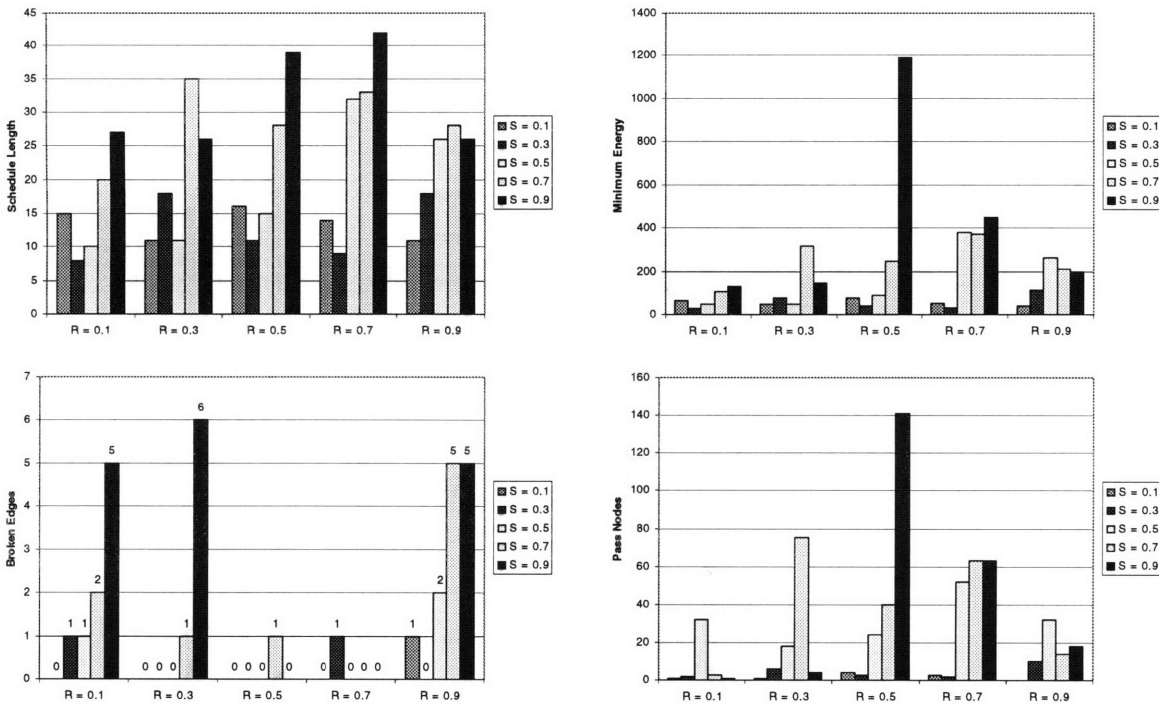 Schedule Length
45
40
35
30
25
20
15
10
5
0
R = 0.1 R = 0.3 R = 0.5 R = 0.7 R = 0.9
S = 0.1
S = 0.3
S = 0.5
S = 0.7
S = 0.9
Minimum Energy
1400
1200
1000
800
600
400
200
0
R = 0.1 R = 0.3 R = 0.5 R = 0.7 R = 0.9
S = 0.1
S = 0.3
S = 0.5
S = 0.7
S = 0.9
Broken Edges
7
6
5
4
3
2
1
0
0 1 1 2 5
0 0 0 1 6
0 0 0 1 0
0 1 0 0 0
1 0 2 5 5
R = 0.1 R = 0.3 R = 0.5 R = 0.7 R = 0.9
S = 0.1
S = 0.3
S = 0.5
S = 0.7
S = 0.9
Pass Nodes
160
140
120
100
80
60
40
20
0
R = 0.1 R = 0.3 R = 0.5 R = 0.7 R = 0.9
S = 0.1
S = 0.3
S = 0.5
S = 0.7
S = 0.9